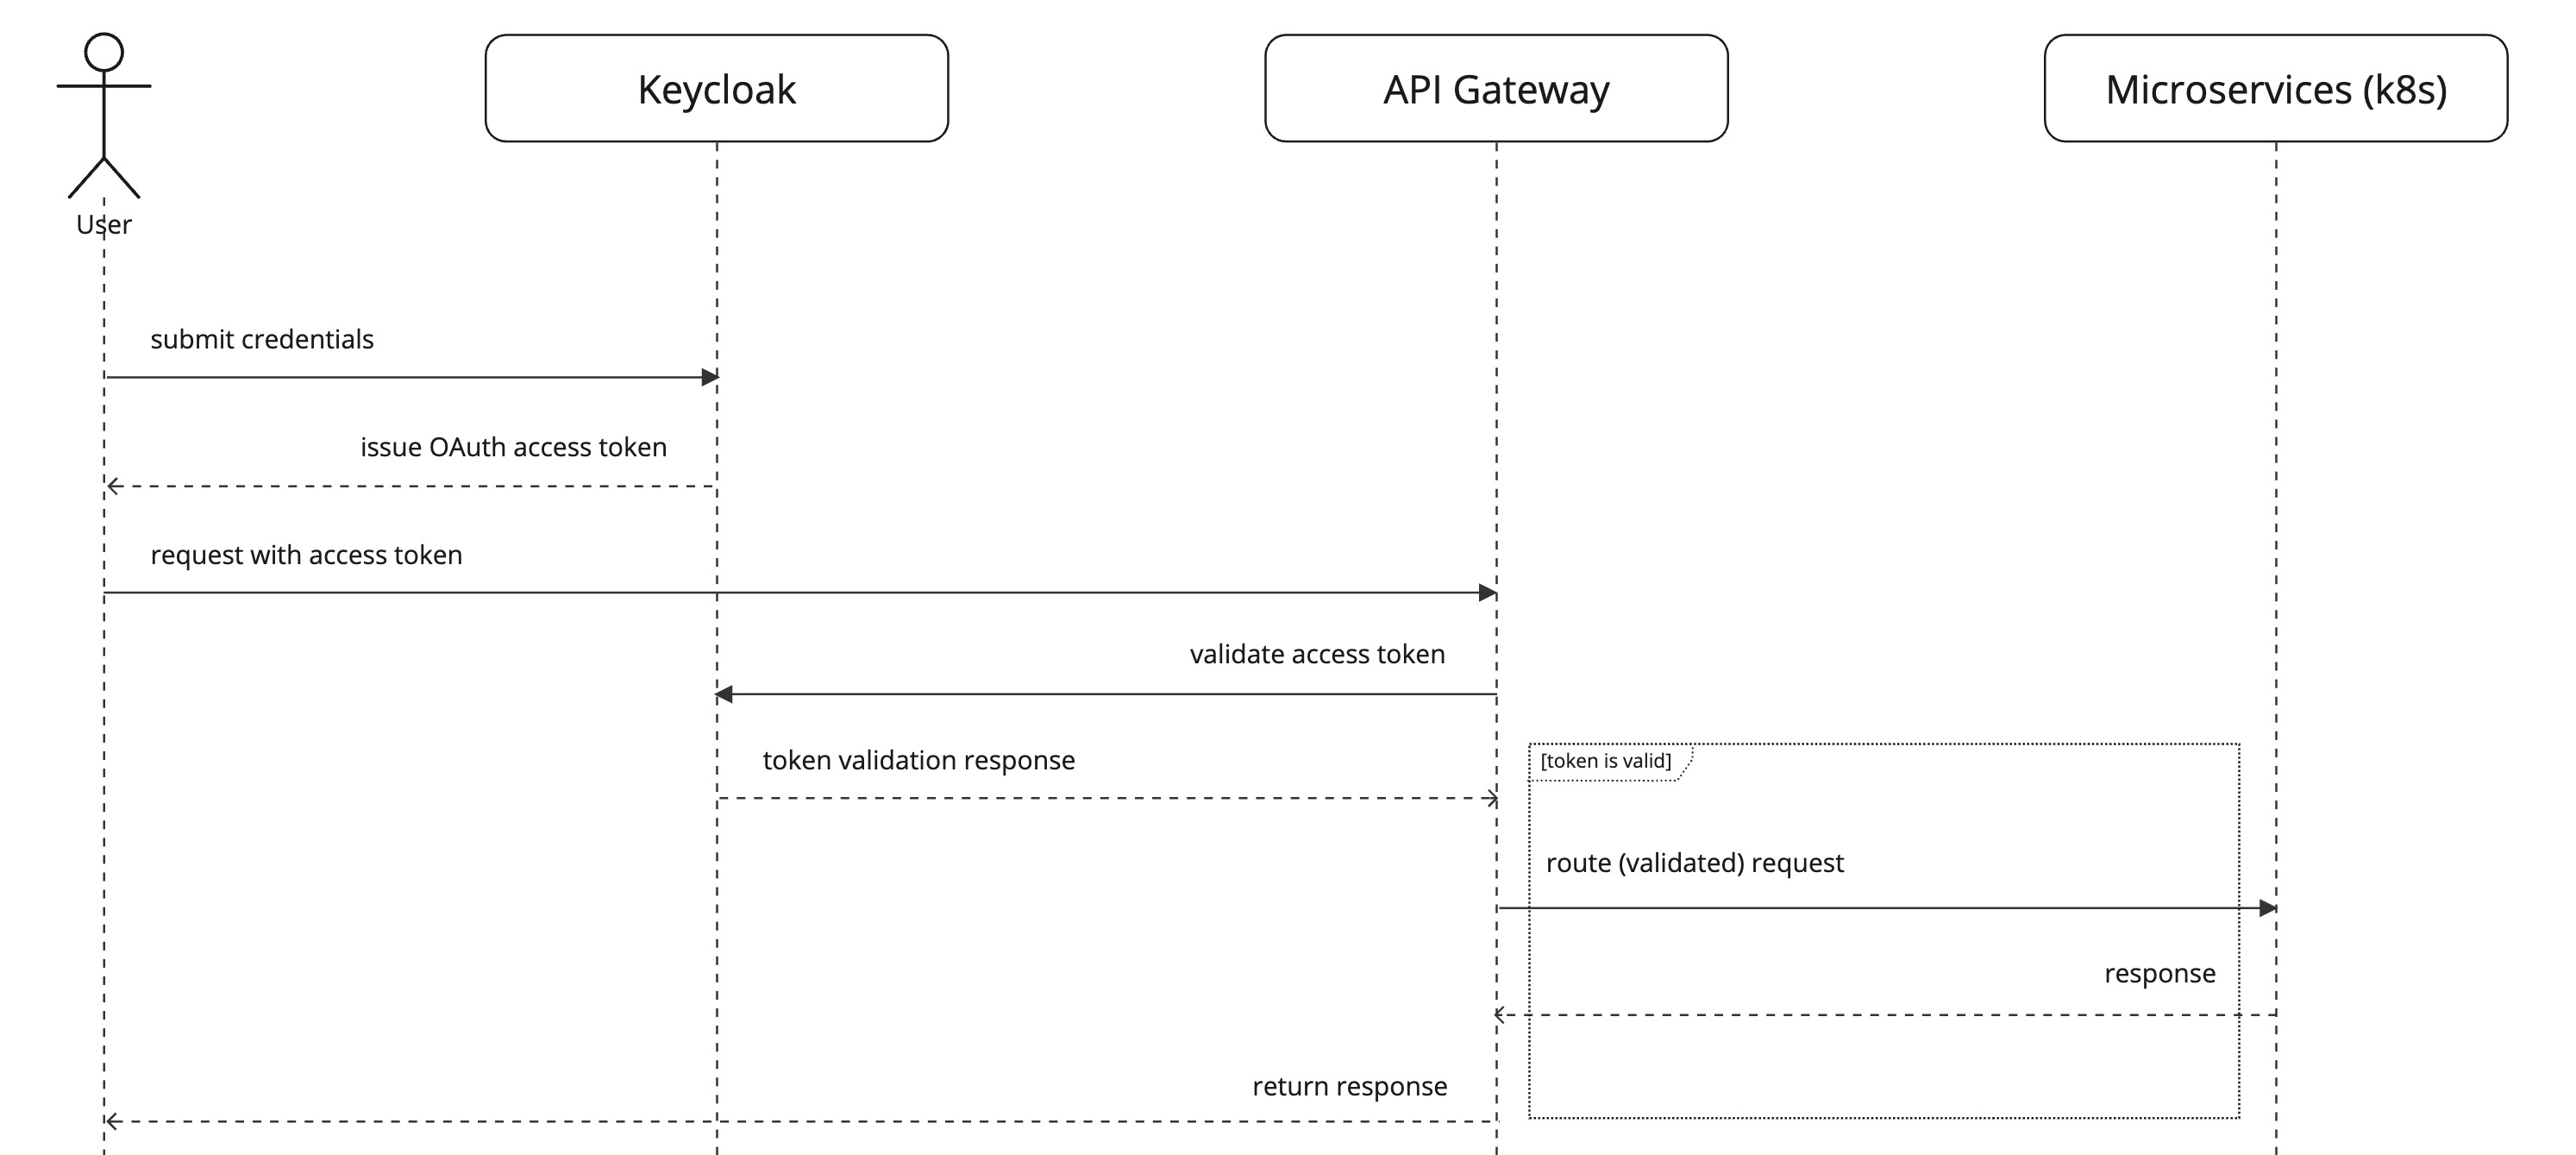 Keycloak
API Gateway
Microservices (k8s)
User
submit credentials
issue OAuth access token
request with access token
validate access token
token validation response
[token is valid]
route (validated) request
response
return response